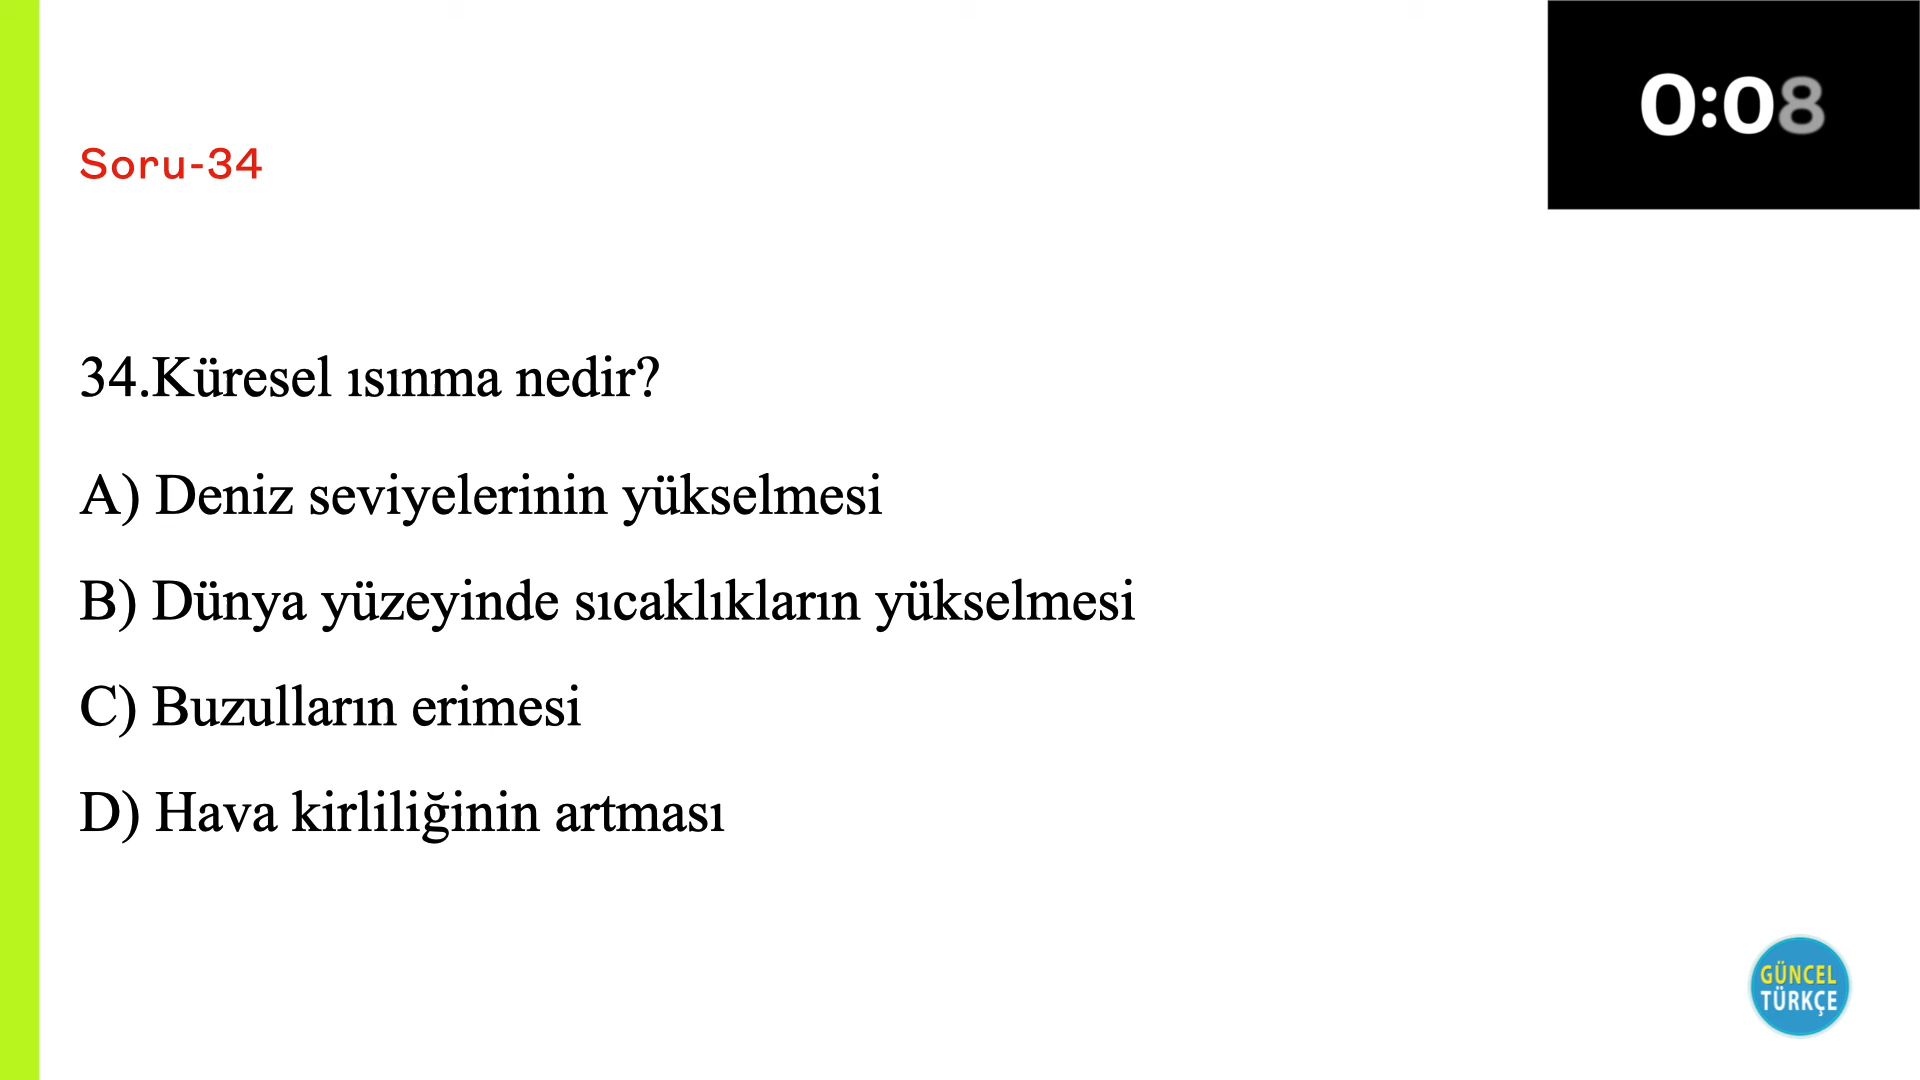 0:08
Soru-34
34.Küresel ısınma nedir?
A) Deniz seviyelerinin yükselmesi
B) Dünya yüzeyinde sıcaklıkların yükselmesi
C) Buzulların erimesi
D) Hava kirliliğinin artması
GÜNCEL
TÜRKÇE